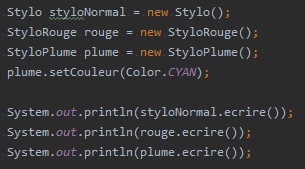 Stylo styloNormal = new Stylo();
StyloRouge rouge = new StyloRouge();
StyloPlume plume = new StyloPlume();
plume.setCouleur(Color.CYAN);
System.out.println(styloNormal.ecrire());
System.out.println(rouge.ecrire());
System.out.println(plume.ecrire());